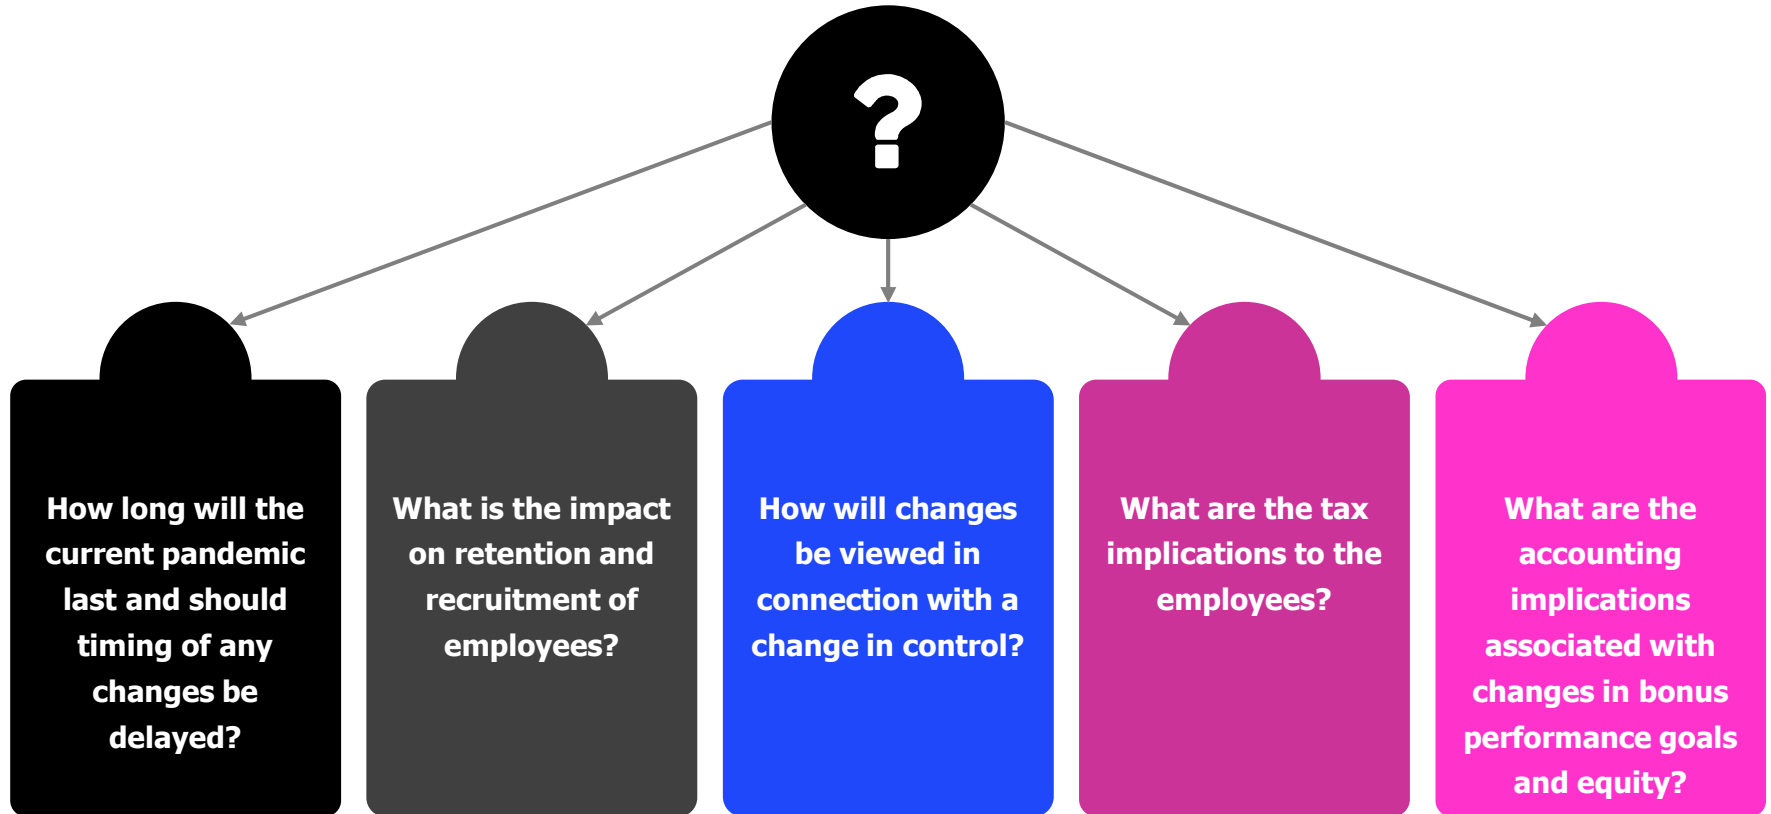 ?
How long will the
current pandemic
last and should
timing of any
changes be
delayed?
What is the impact
on retention and
recruitment of
employees?
How will changes
be viewed in
connection with a
change in control?
What are the tax
implications to the
employees?
What are the
accounting
implications
associated with
changes in bonus
performance goals
and equity?